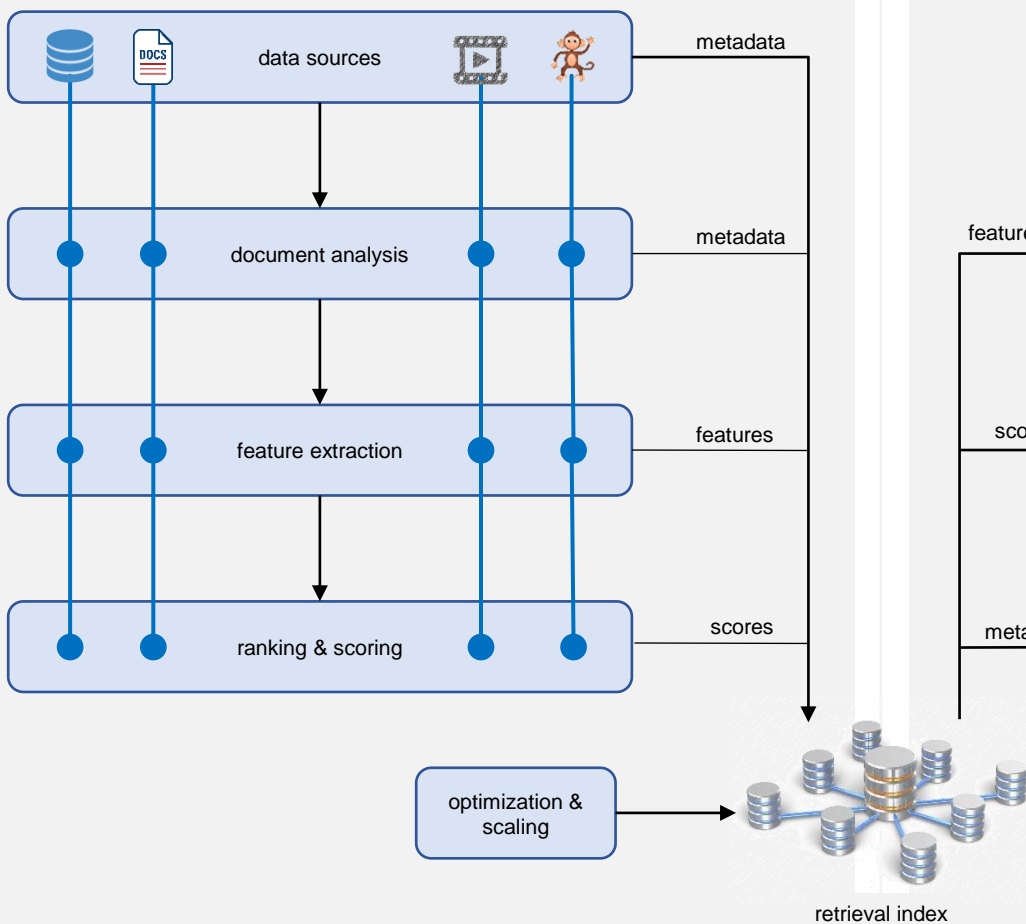 DOCS
data sources
metadata
document analysis
metadata
feature extraction
features
ranking & scoring
scores
optimization &
scaling
retrieval index